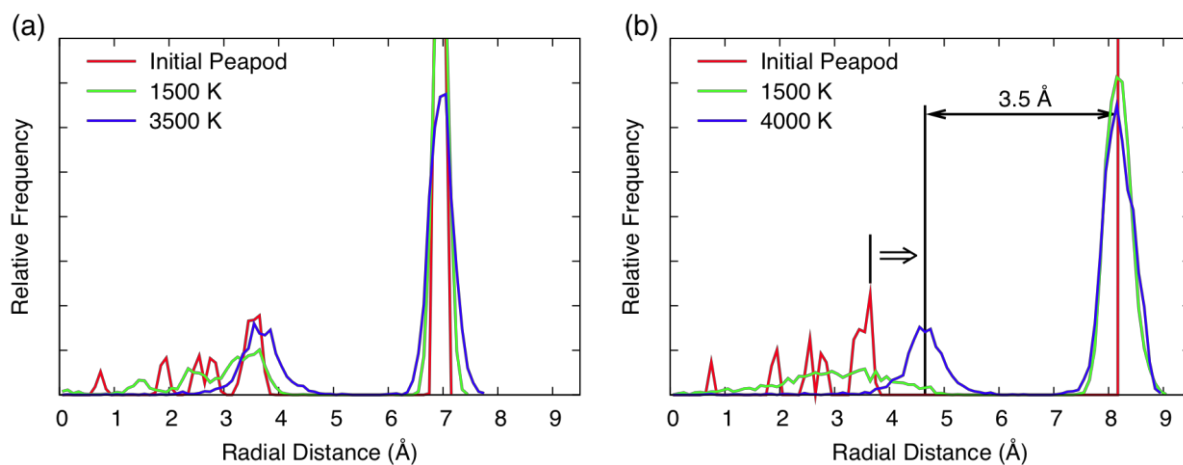 (a)
Initial Peapod
1500 K
3500 K
Relative Frequency
0 1 2 3 4 5 6 7 8 9
Radial Distance (Å)
(b)
Initial Peapod
1500 K
4000 K
3.5 Å
⇒
Relative Frequency
0 1 2 3 4 5 6 7 8 9
Radial Distance (Å)